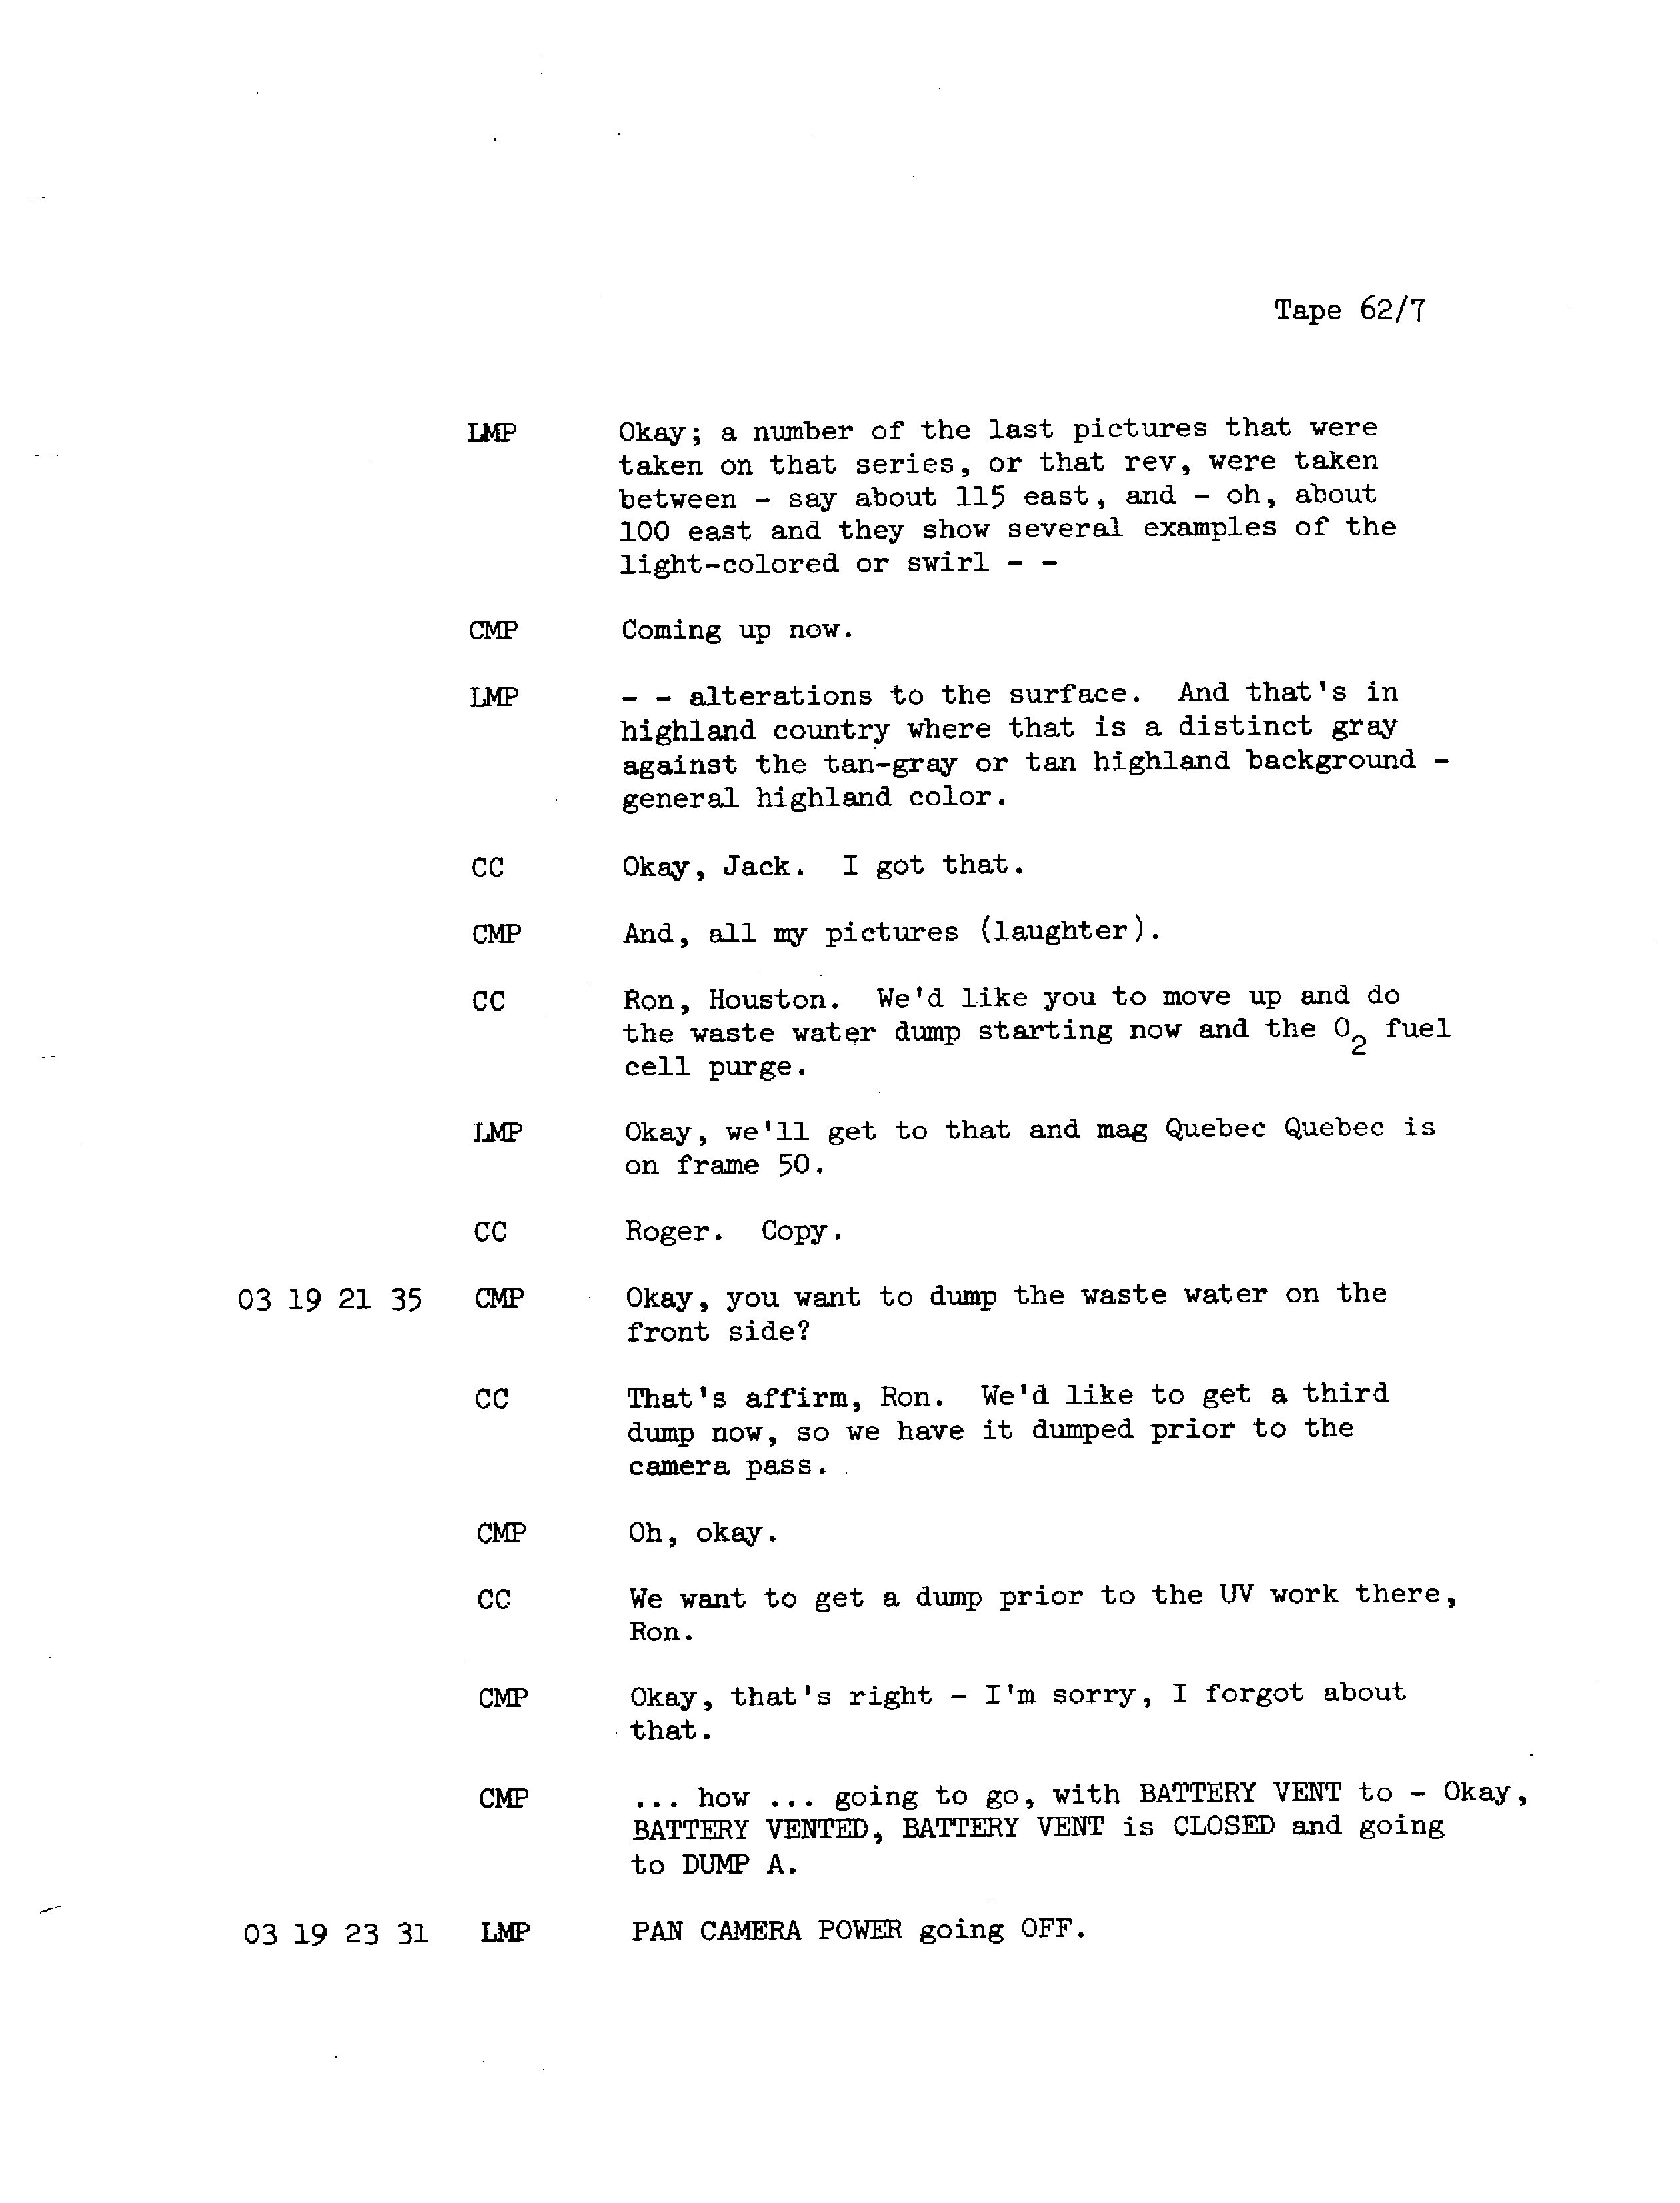 Tape 62/7
LMP Okay; a number of the last pictures that were
taken on that series, or that rev, were taken
between - say about 115 east, and - oh, about
100 east and they show several examples of the
light-colored or swirl - -
CMP Coming up now.
LMP - - alterations to the surface. And that's in
highland country where that is a distinct gray
against the tan-gray or tan highland background -
general highland color.
CC Okay, Jack. I got that.
CMP And, all my pictures (laughter).
CC Ron, Houston. We'd like you to move up and do
the waste water dump starting now and the O2 fuel
cell purge.
LMP Okay, we'll get to that and mag Quebec Quebec is
on frame 50.
CC Roger. Copy.
03 19 21 35 CMP Okay, you want to dump the waste water on the
front side?
CC That's affirm, Ron. We'd like to get a third
dump now, so we have it dumped prior to the
camera pass.
CMP Oh, okay.
CC We want to get a dump prior to the UV work there,
Ron.
CMP Okay, that's right - I'm sorry, I forgot about
that.
CMP ... how ... going to go, with BATTERY VENT to - Okay,
BATTERY VENTED, BATTERY VENT is CLOSED and going
to DUMP A.
03 19 23 31 LMP PAN CAMERA POWER going OFF.